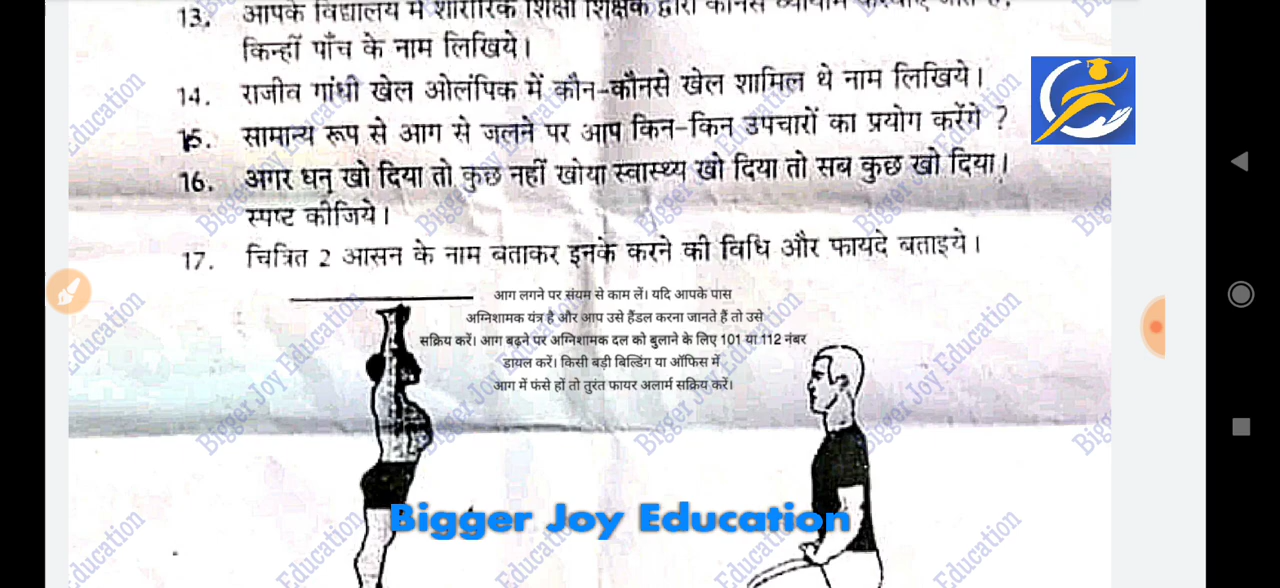 13. आपके विद्यालय में शारीरिक शिक्षा शिक्षक द्वारा कौनसे व्यायाम करवाए जाते हैं,
किन्हीं पाँच के नाम लिखिये।
14. राजीव गांधी खेल ओलंपिक में कौन-कौनसे खेल शामिल थे नाम लिखिये।
15. सामान्य रूप से आग से जलने पर आप किन-किन उपचारों का प्रयोग करेंगे ?
16. अगर धन खो दिया तो कुछ नहीं खोया स्वास्थ्य खो दिया तो सब कुछ खो दिया।
स्पष्ट कीजिये।
17. चित्रित 2 आसन के नाम बताकर इनके करने की विधि और फायदे बताइये।
आग लगने पर संयम से काम लें। यदि आपके पास
अग्निशामक यंत्र है और आप उसे हैंडल करना जानते हैं तो उसे
सक्रिय करें। आग बढ़ने पर अग्निशामक दल को बुलाने के लिए 101 या 112 नंबर
डायल करें। किसी बड़ी बिल्डिंग या ऑफिस में
आग में फंसे हों तो तुरंत फायर अलार्म सक्रिय करें।
Bigger Joy Education